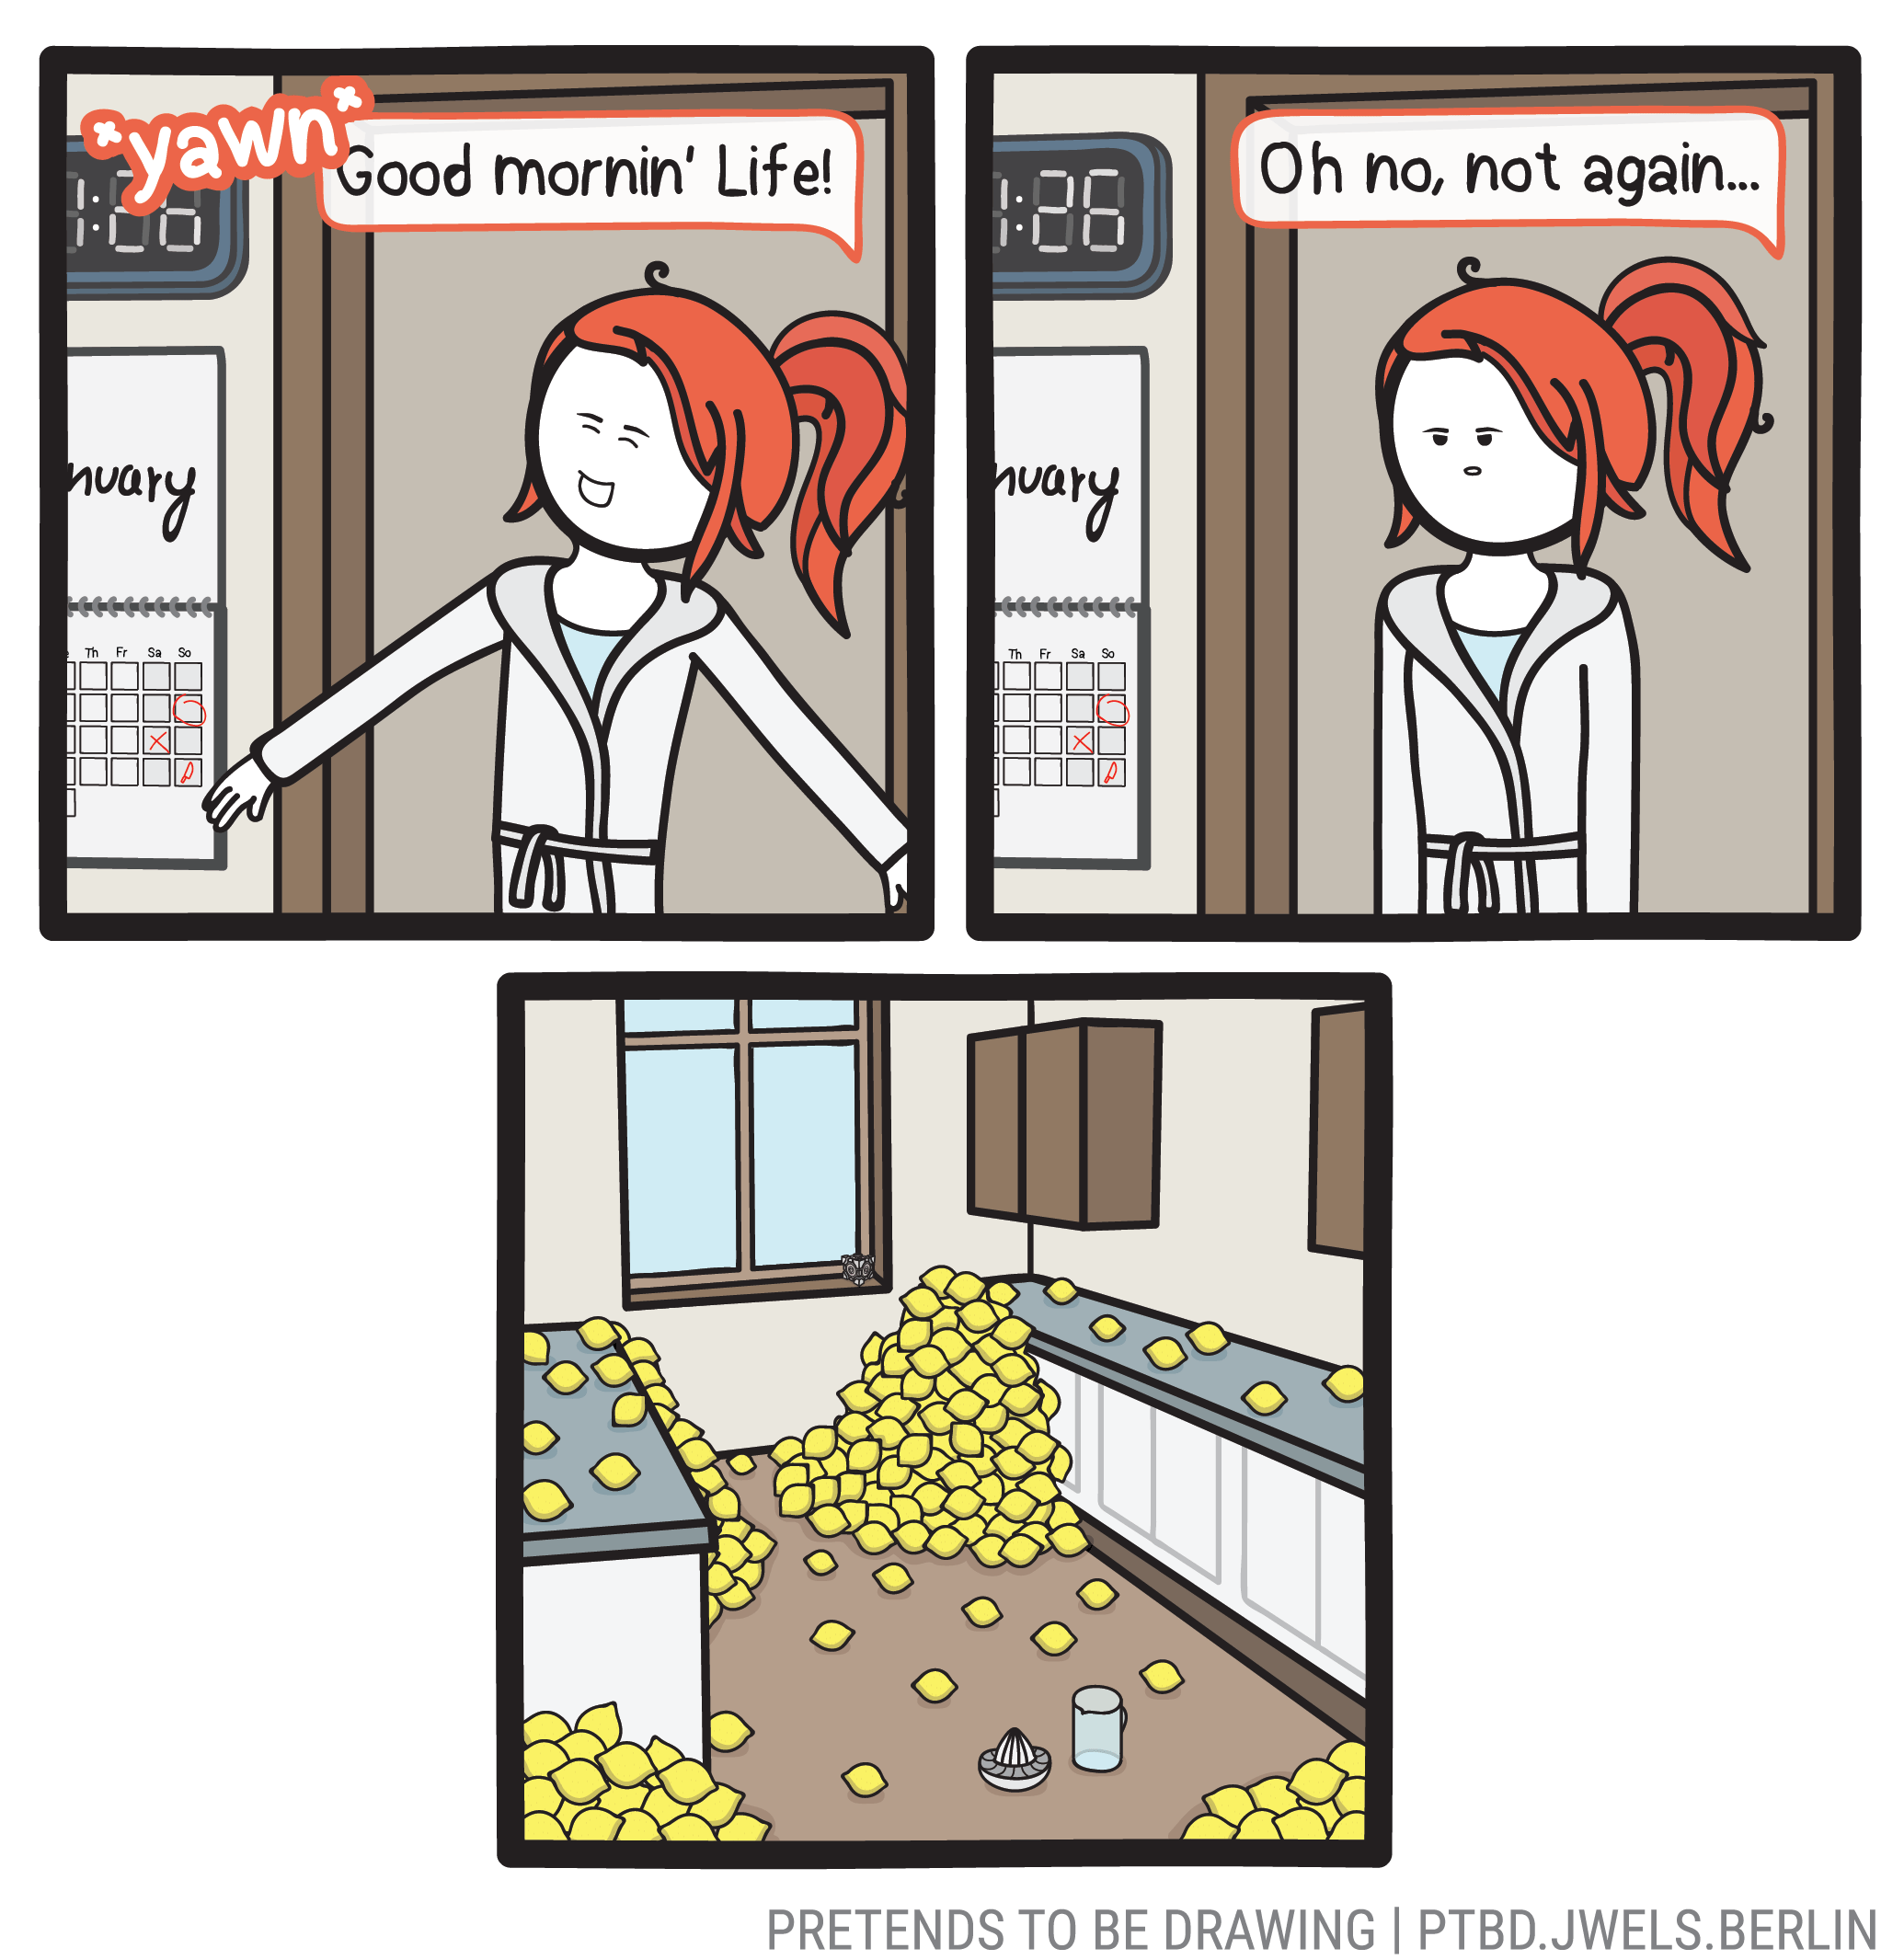 *yawn*
Good mornin' Life!
nuary
Th Fr Sa So
Oh no, not again...
:26
nuary
Th Fr Sa So
PRETENDS TO BE DRAWING | PTBD.JWELS.BERLIN